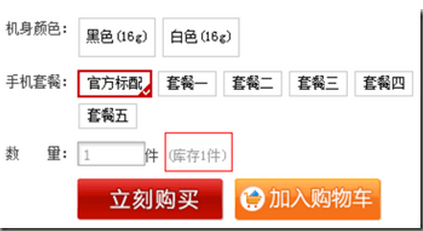 机身颜色： 黑色(16g) 白色(16g)
手机套餐： 官方标配 套餐一 套餐二 套餐三 套餐四
套餐五
数 量： 1 件 (库存1件)
立刻购买 加入购物车